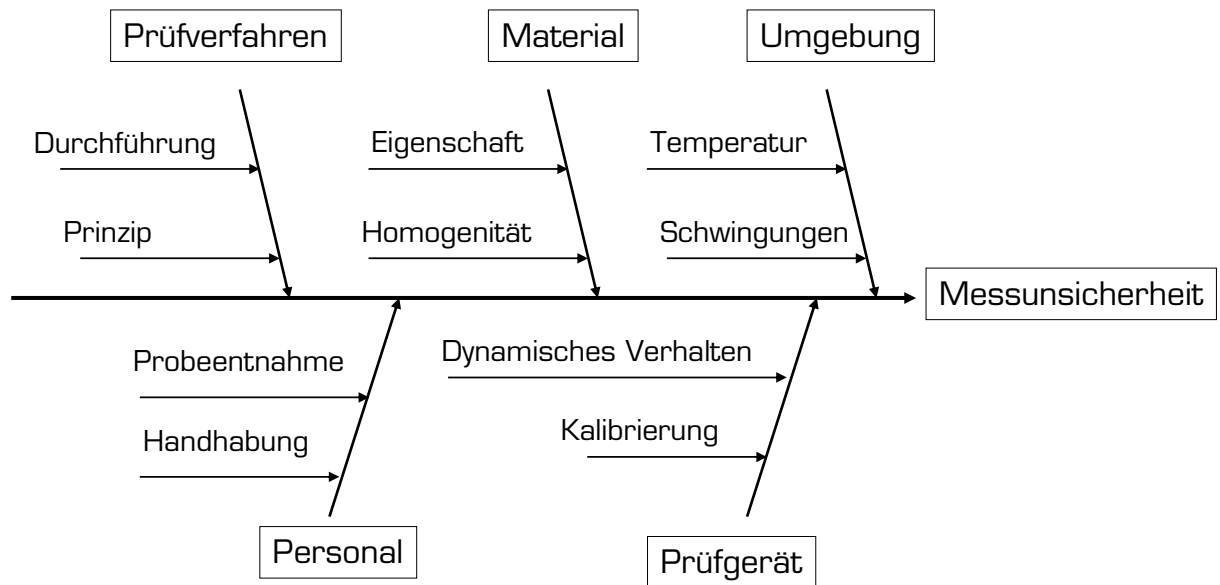 Prüfverfahren
Material
Umgebung
Durchführung
Eigenschaft
Temperatur
Prinzip
Homogenität
Schwingungen
Messunsicherheit
Probeentnahme
Dynamisches Verhalten
Handhabung
Kalibrierung
Personal
Prüfgerät